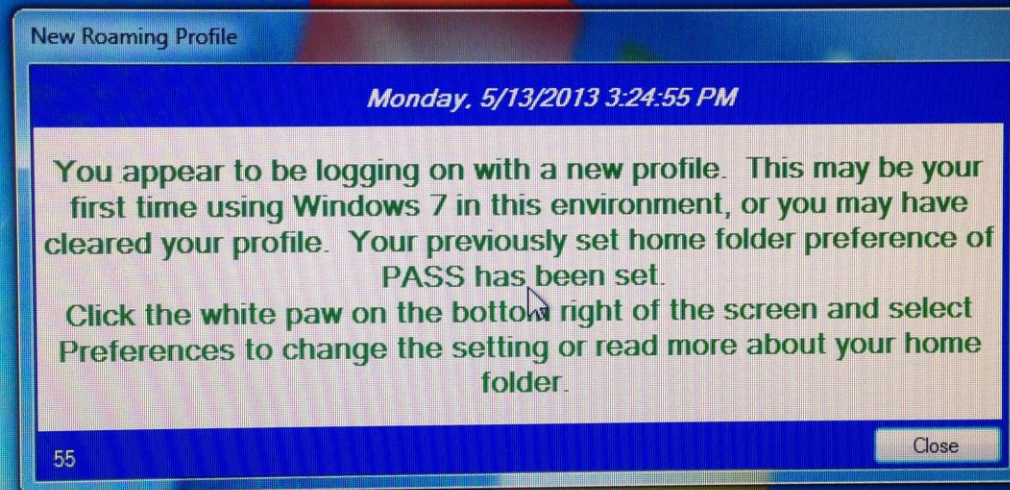 New Roaming Profile
Monday, 5/13/2013 3:24:55 PM
You appear to be logging on with a new profile. This may be your
first time using Windows 7 in this environment, or you may have
cleared your profile. Your previously set home folder preference of
PASS has been set.
Click the white paw on the bottom right of the screen and select
Preferences to change the setting or read more about your home
folder.
55
Close